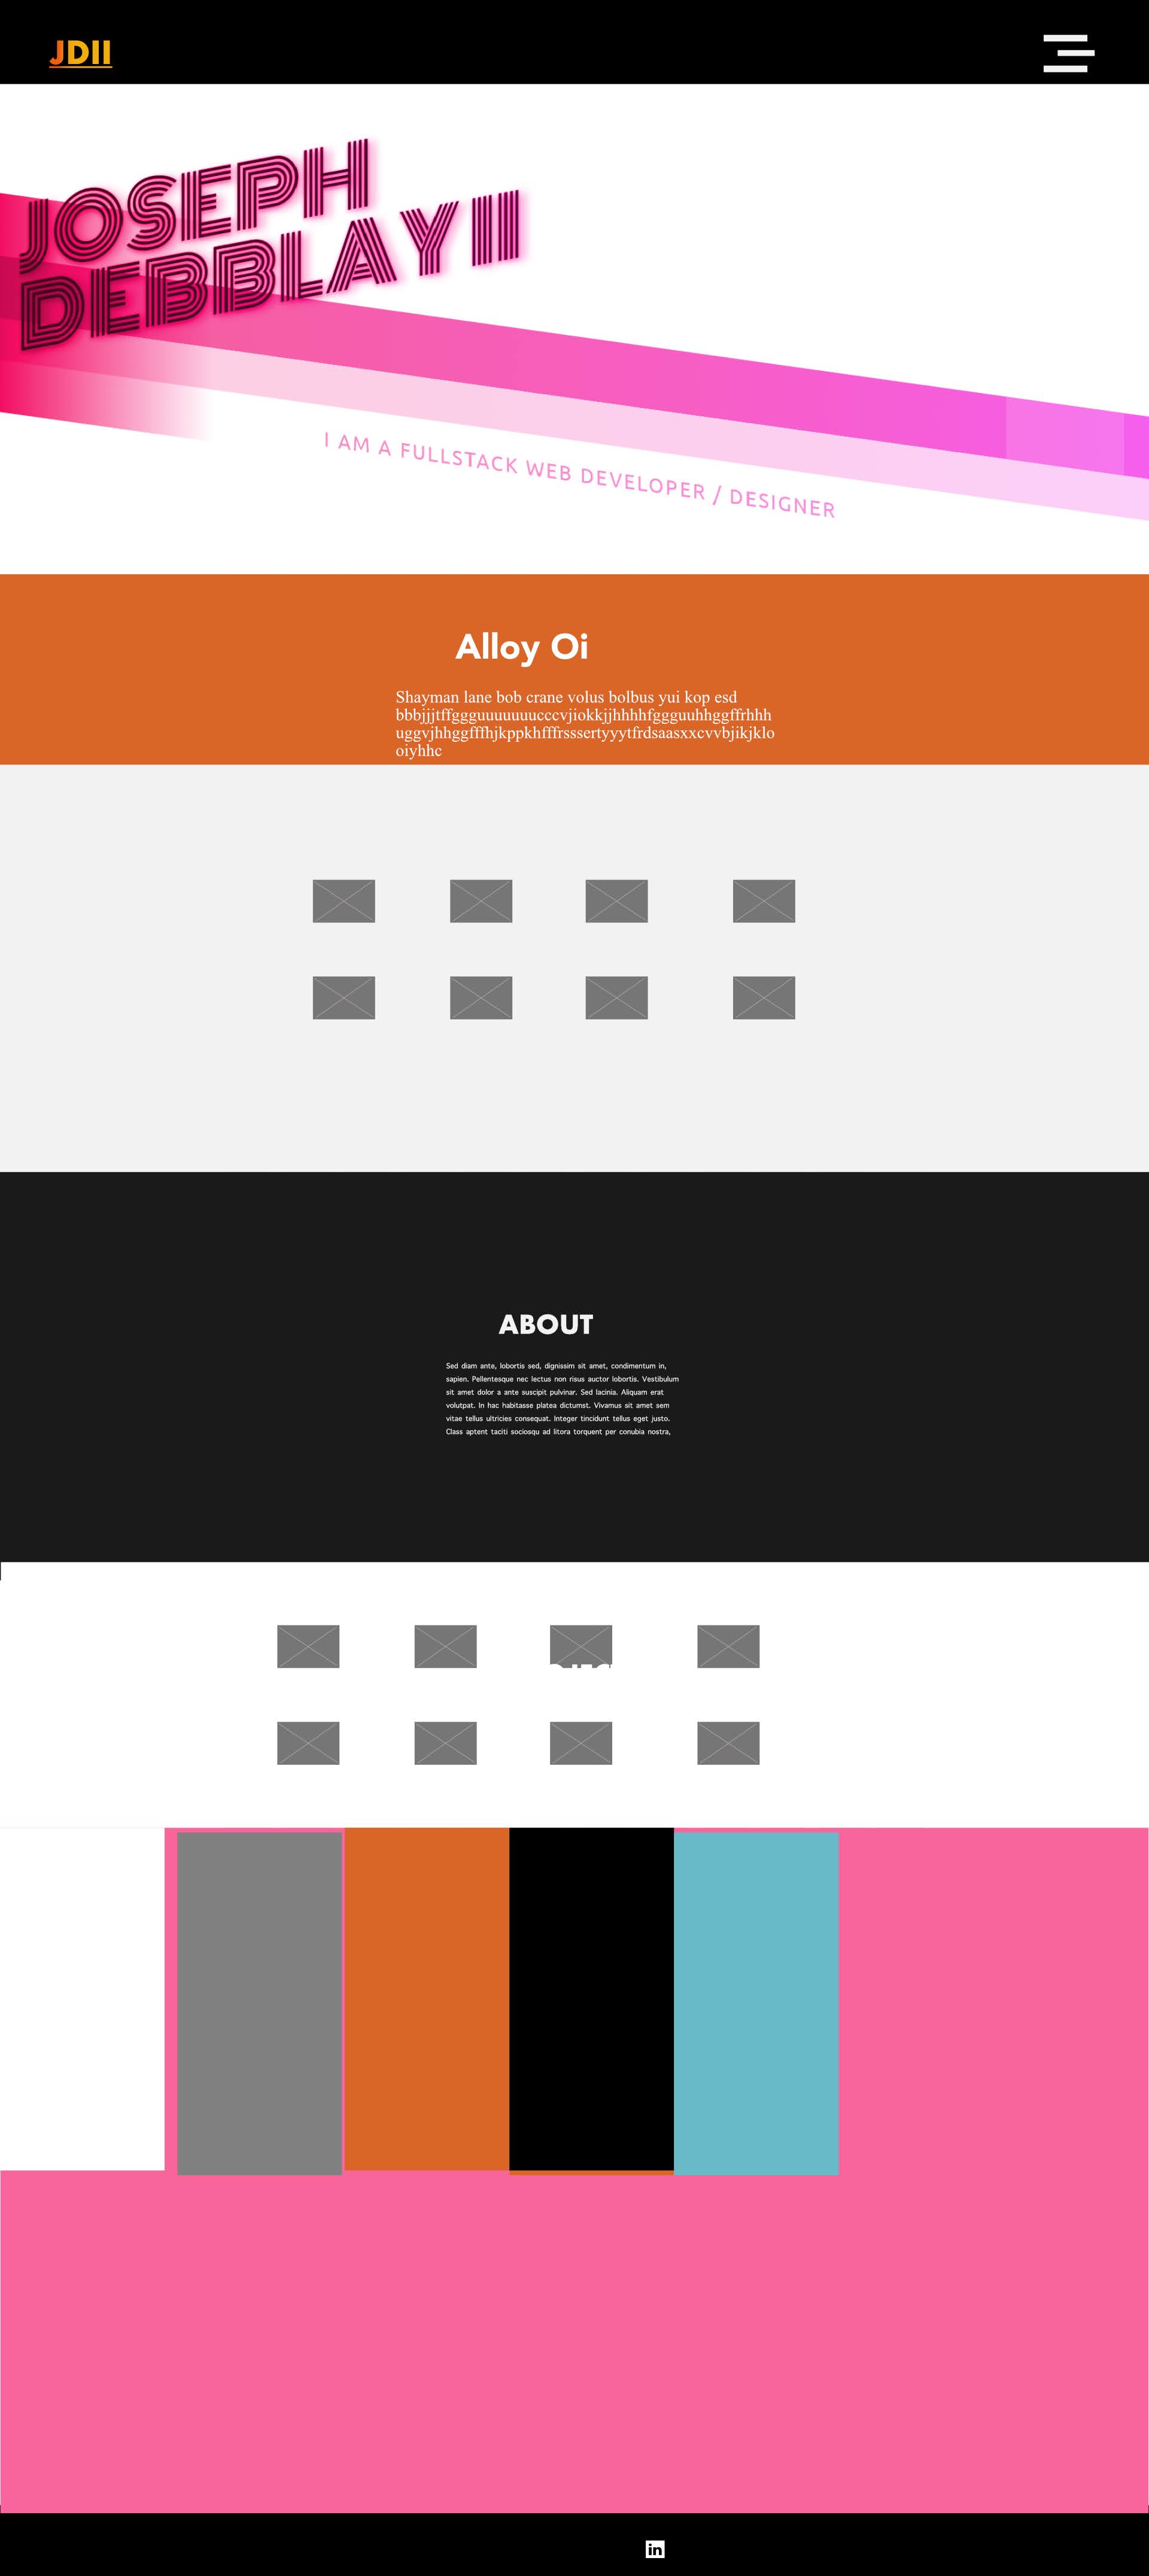 JDII
JOSEPH
DEBBLAY II
I AM A FULLSTACK WEB DEVELOPER / DESIGNER
Alloy Oi
Shayman lane bob crane volus bolbus yui kop esd
bbbjjjtffggguuuuuuucccvjiokkjjhhhhfggguuhhggffrhhh
uggvjhhggfffhjkppkhfffrsssertyyytfrdsaasxxcvvbjikjklo
oiyhhc
ABOUT
Sed diam ante, lobortis sed, dignissim sit amet, condimentum in,
sapien. Pellentesque nec lectus non risus auctor lobortis. Vestibulum
sit amet dolor a ante suscipit pulvinar. Sed lacinia. Aliquam erat
volutpat. In hac habitasse platea dictumst. Vivamus sit amet sem
vitae tellus ultricies consequat. Integer tincidunt tellus eget justo.
Class aptent taciti sociosqu ad litora torquent per conubia nostra,
in